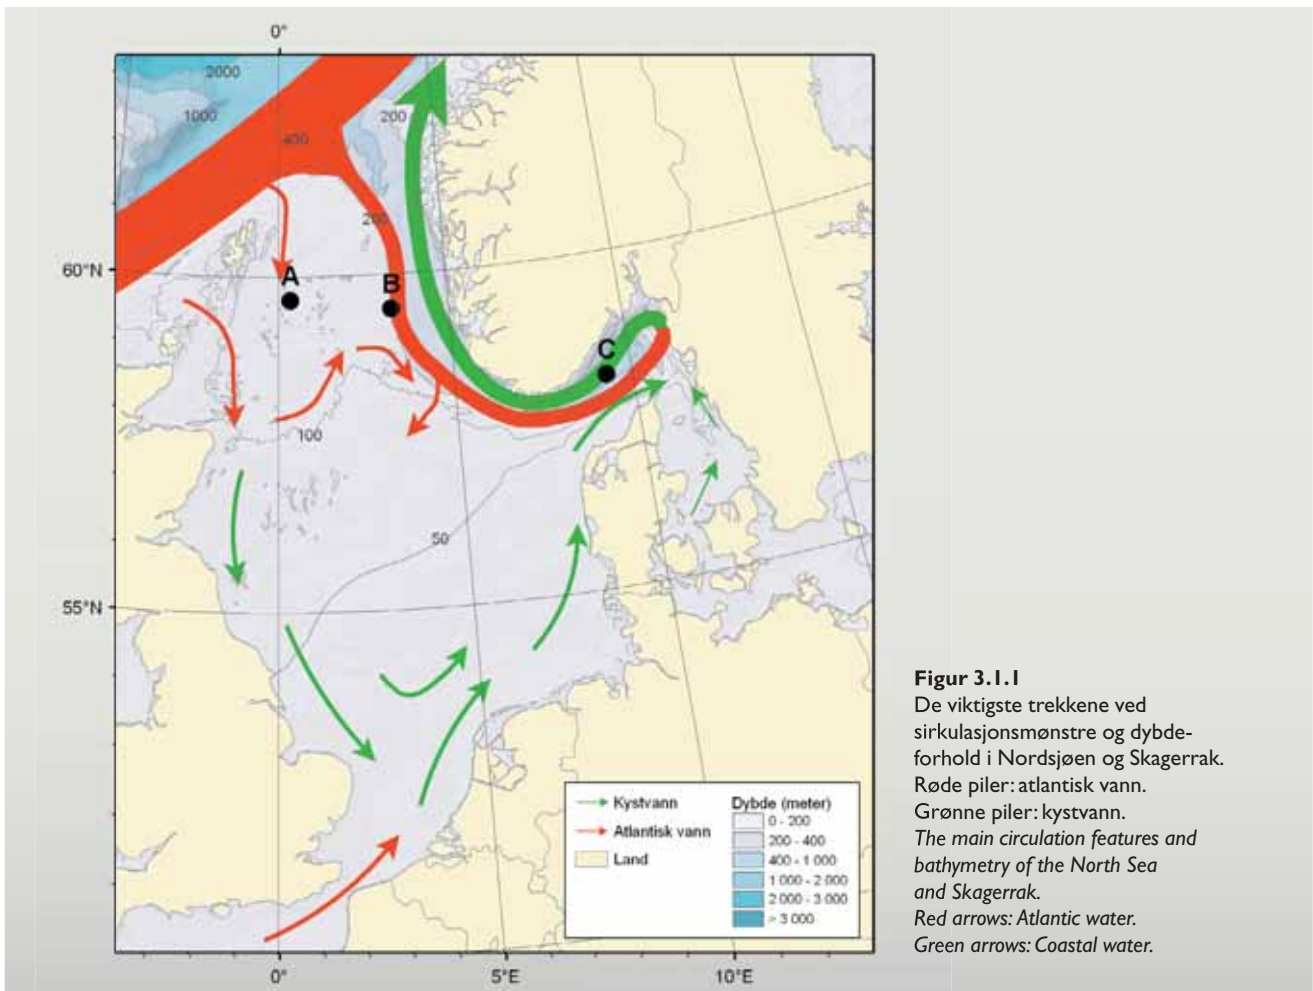 0°
2000
1000
200
400
200
60°N
A
B
C
100
50
55°N
Kystvann
Atlantisk vann
Land
Dybde (meter)
0 - 200
200 - 400
400 - 1 000
1 000 - 2 000
2 000 - 3 000
> 3 000
0°
5°E
10°E
Figur 3.1.1
De viktigste trekkene ved
sirkulasjonsmønstre og dybde-
forhold i Nordsjøen og Skagerrak.
Røde piler: atlantisk vann.
Grønne piler: kystvann.
The main circulation features and
bathymetry of the North Sea
and Skagerrak.
Red arrows: Atlantic water.
Green arrows: Coastal water.